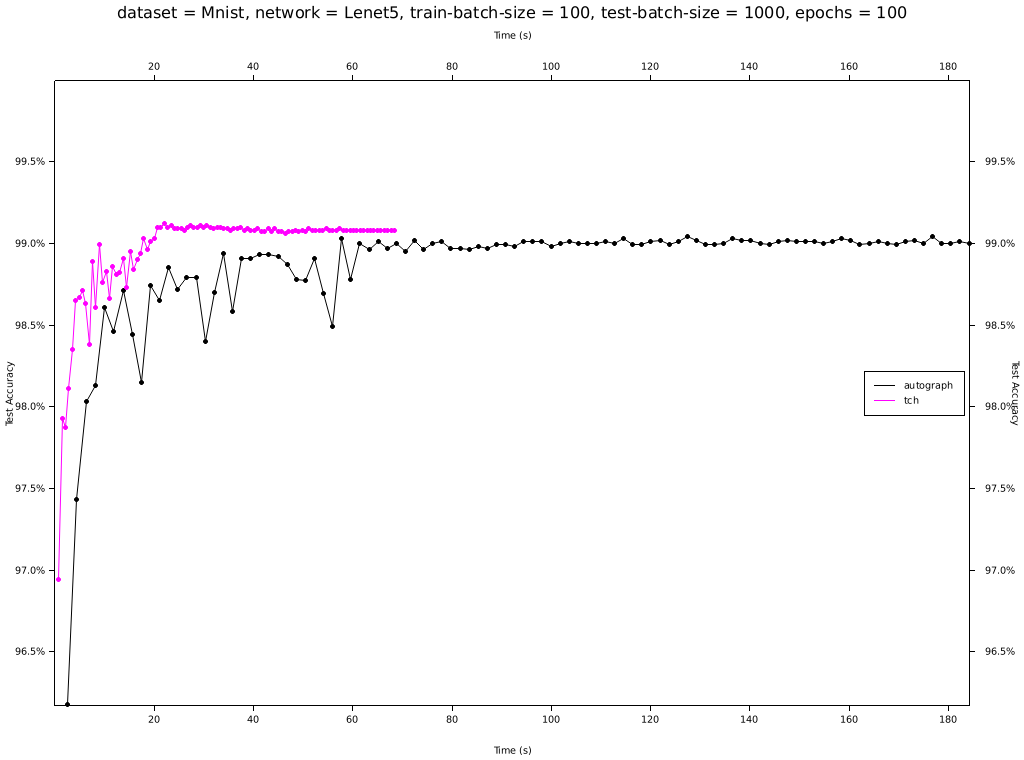 dataset = Mnist, network = Lenet5, train-batch-size = 100, test-batch-size = 1000, epochs = 100
Time (s)
20 40 60 80 100 120 140 160 180
99.5% 99.5%
99.0% 99.0%
98.5% 98.5%
Test Accuracy Test Accuracy
autograph
tch
98.0% 98.0%
97.5% 97.5%
97.0% 97.0%
96.5% 96.5%
20 40 60 80 100 120 140 160 180
Time (s)